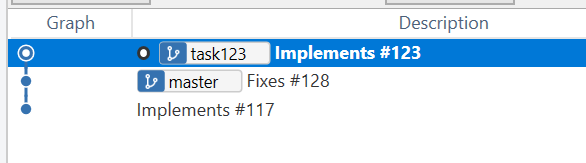 Graph Description
task123 Implements #123
master Fixes #128
Implements #117